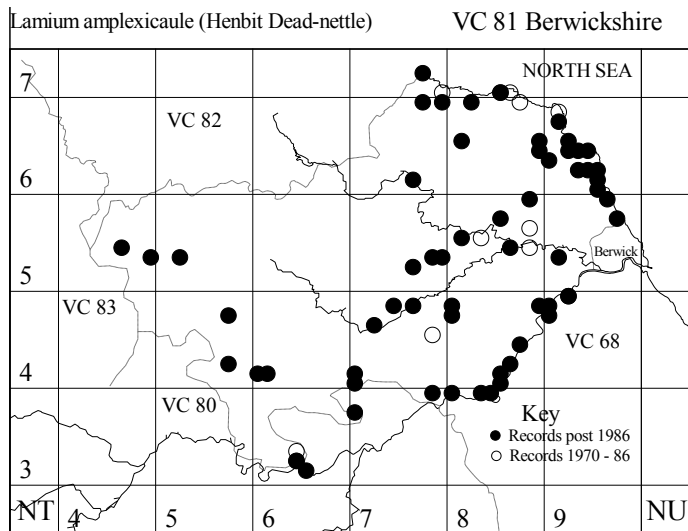 Lamium amplexicaule (Henbit Dead-nettle)
VC 81 Berwickshire
NORTH SEA
7
VC 82
6
Berwick
5
VC 83
VC 68
4
VC 80
Key
Records post 1986
Records 1970 - 86
3
NT
4
5
6
7
8
9
NU